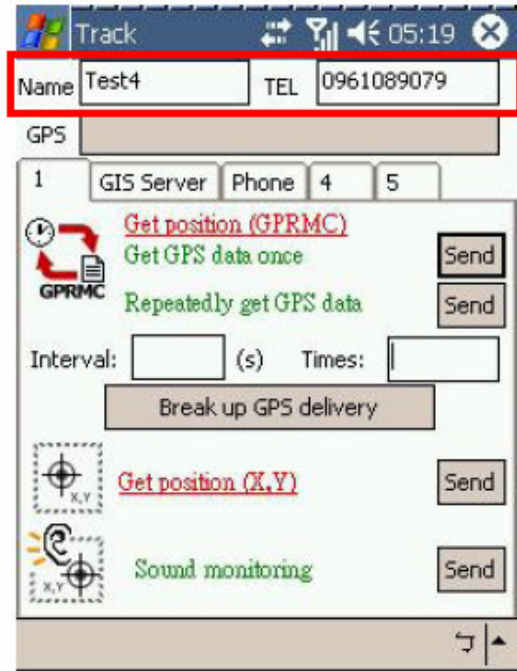 Track 05:19
Name Test4 TEL 0961089079
GPS
1 GIS Server Phone 4 5
Get position (GPRMC)
Get GPS data once Send
GPRMC
Repeatedly get GPS data Send
Interval: (s) Times:
Break up GPS delivery
X,Y
Get position (X,Y) Send
Sound monitoring Send
X,Y
ㄣ